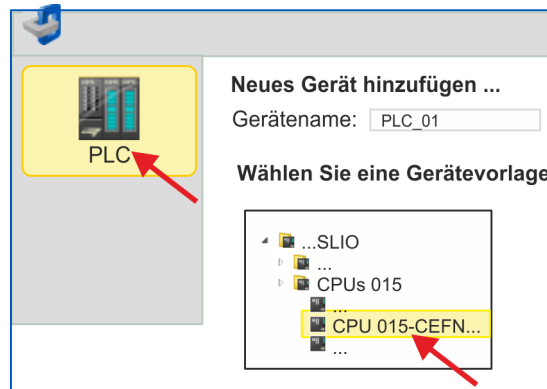 PLC
Neues Gerät hinzufügen ...
Gerätename: PLC_01
Wählen Sie eine Gerätevorlage
...SLIO
...
CPUs 015
...
CPU 015-CEFN...
...